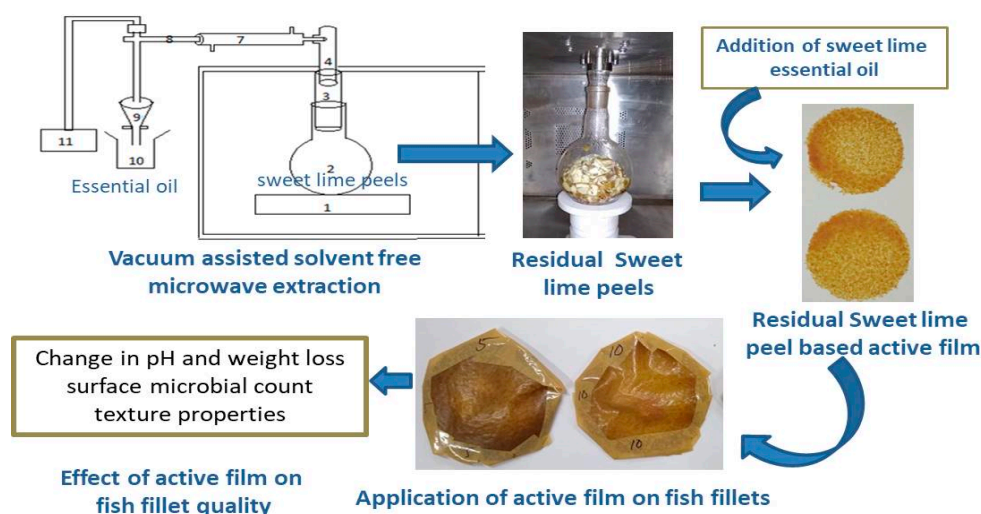 8
7
4
3
9
11
10
2
1
Essential oil
sweet lime peels
Vacuum assisted solvent free
microwave extraction
Residual Sweet
lime peels
Addition of sweet lime
essential oil
Residual Sweet lime
peel based active film
5
10
10
10
Application of active film on fish fillets
Change in pH and weight loss
surface microbial count
texture properties
Effect of active film on
fish fillet quality